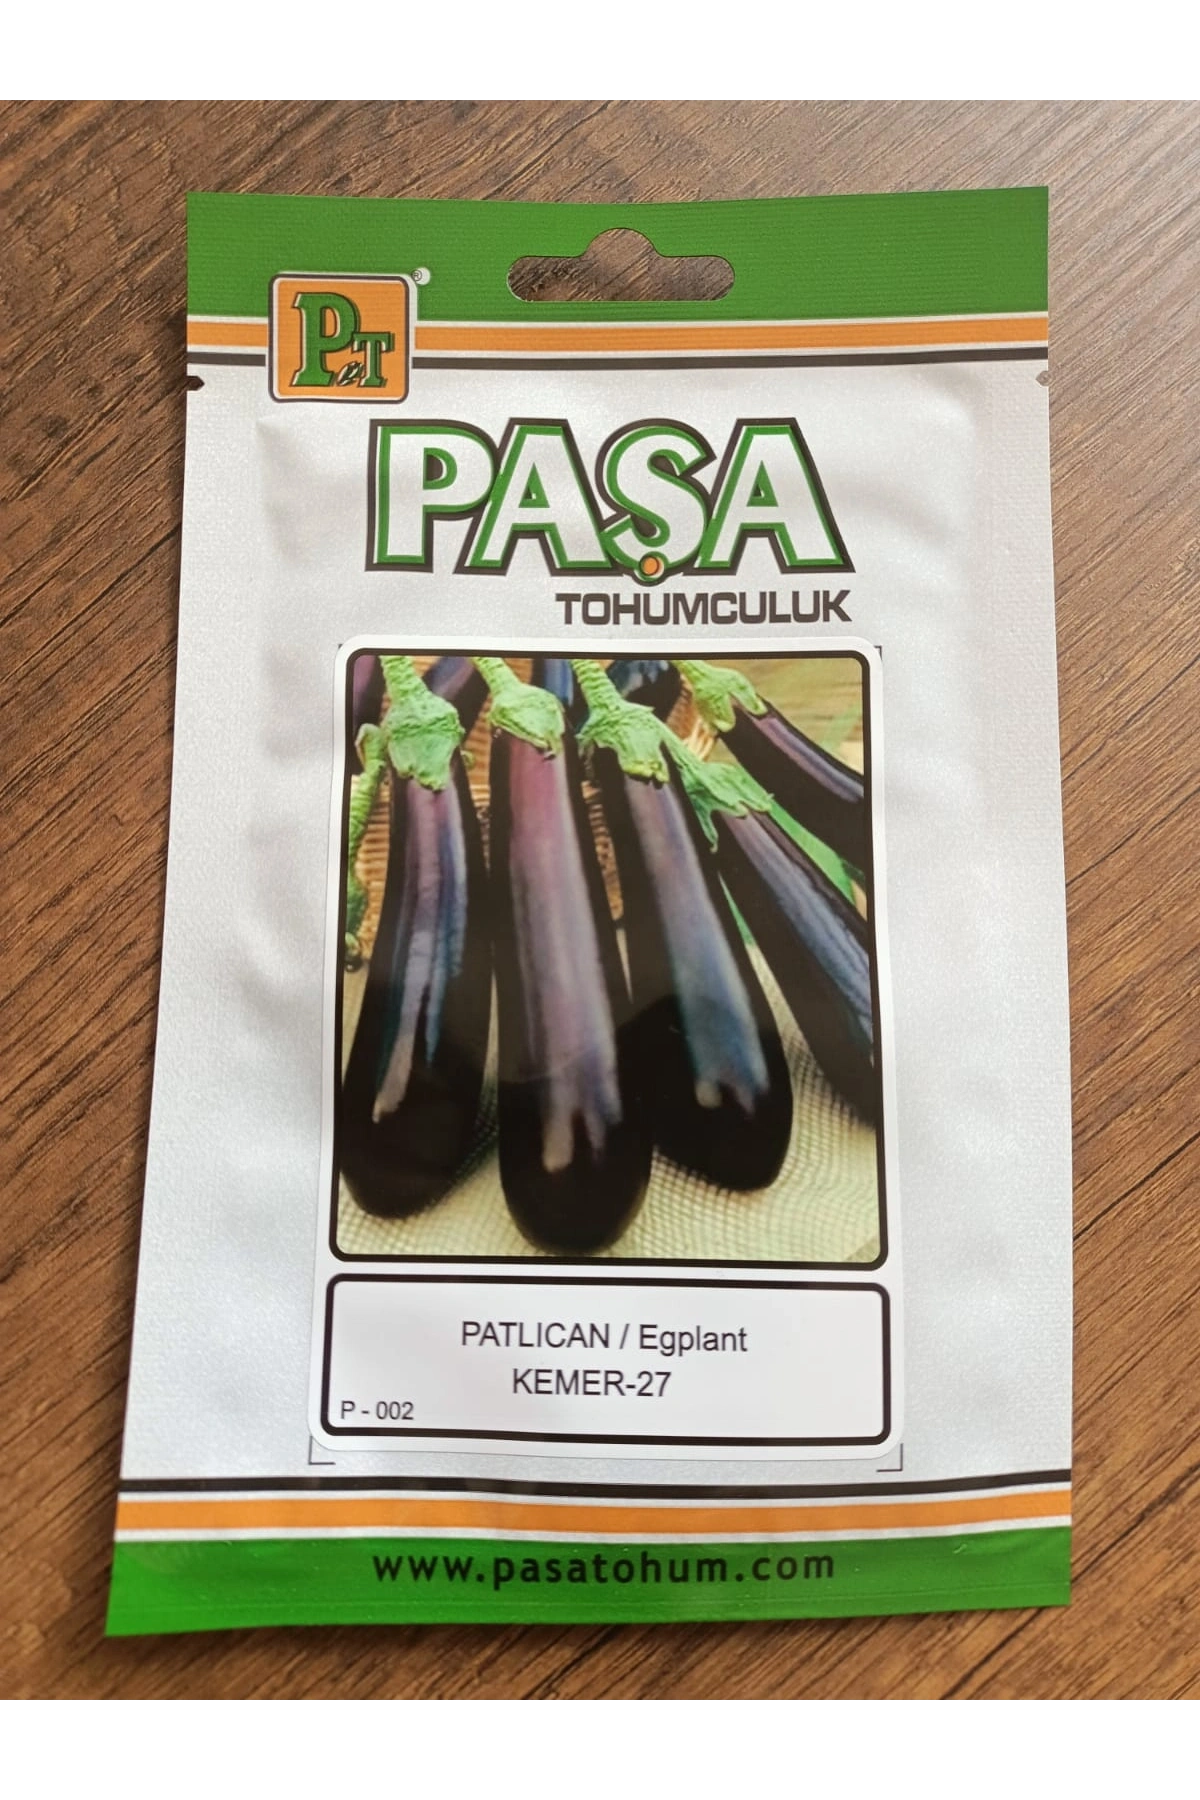 PT®
PAŞA
TOHUMCULUK
PATLICAN / Egplant
KEMER-27
P - 002
www.pasatohum.com